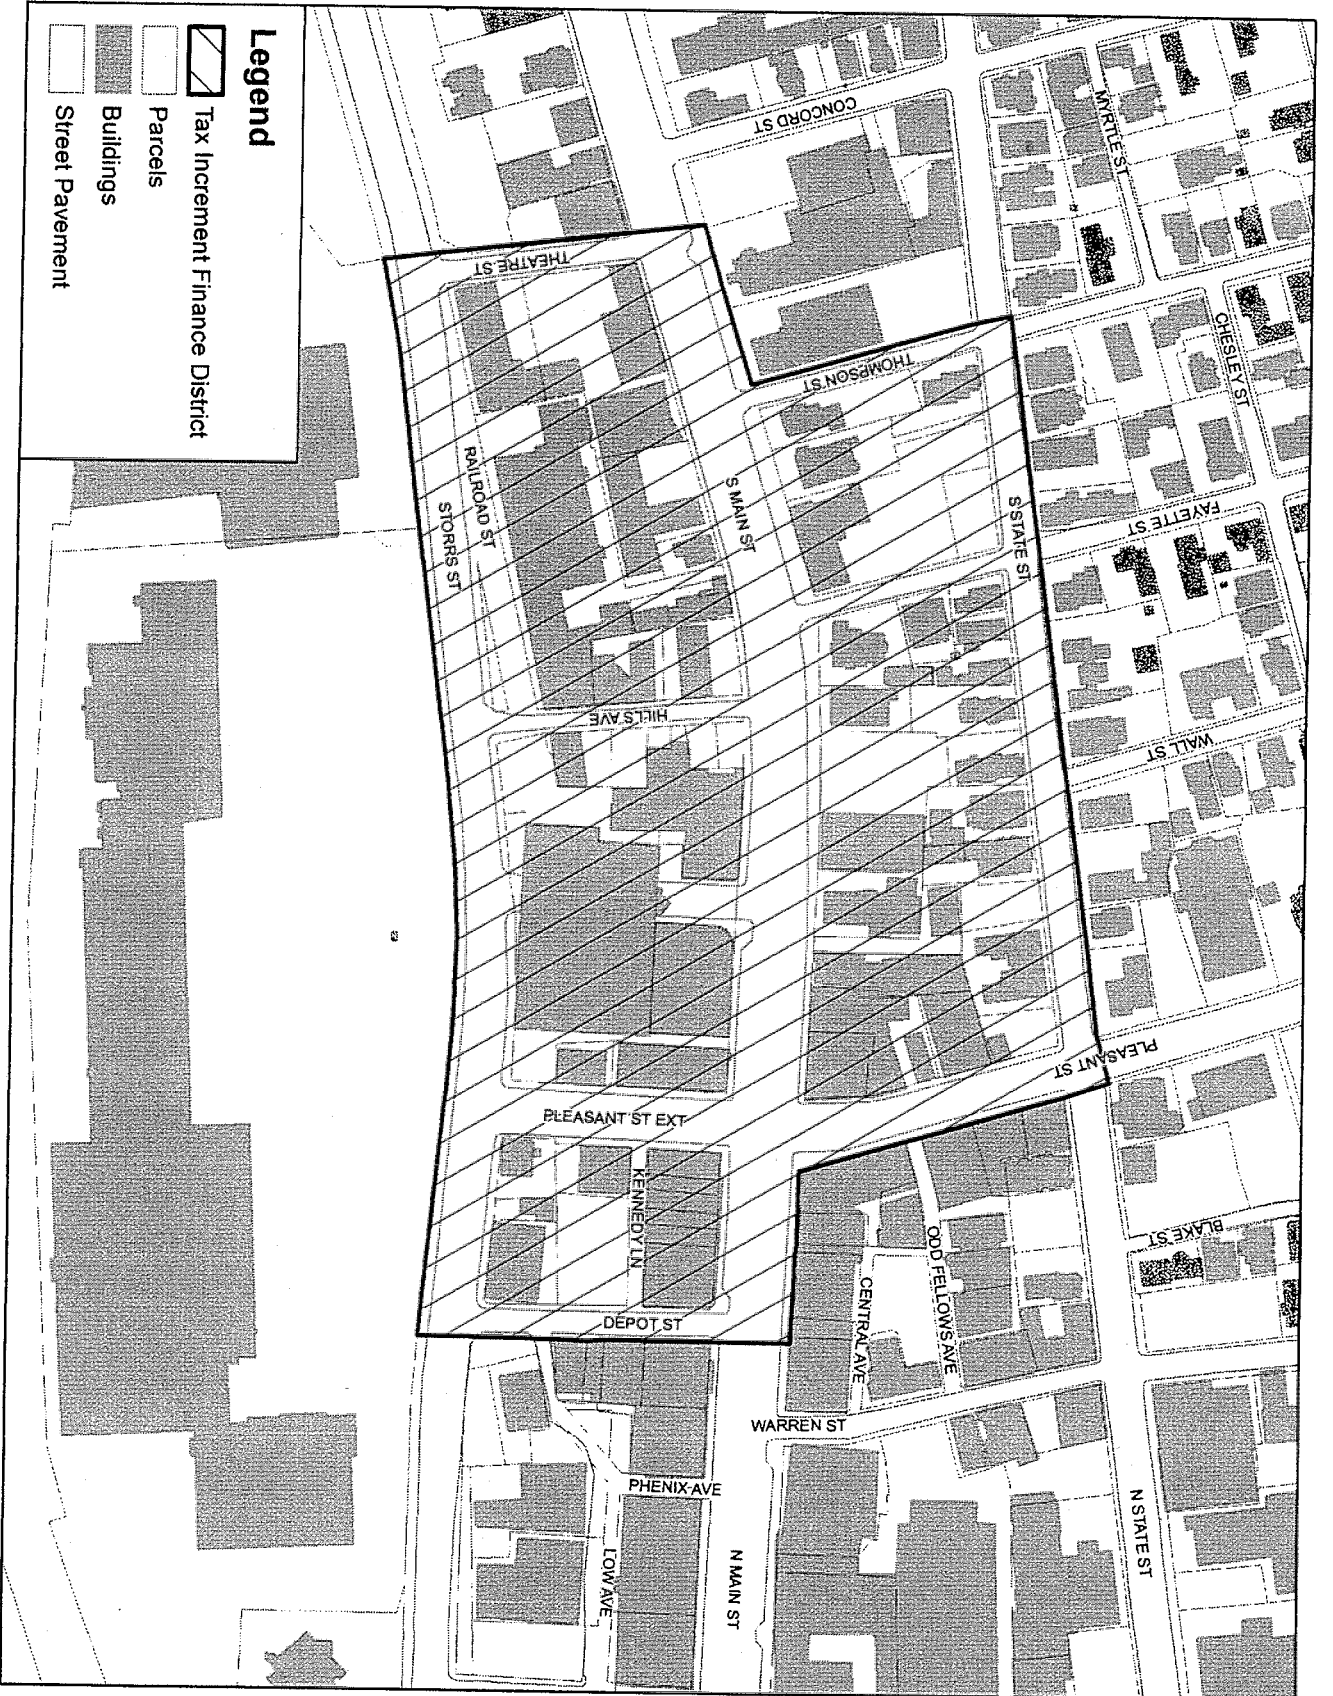 Legend
Tax Increment Finance District
Parcels
Buildings
Street Pavement
CONCORD ST
MYRTLE ST
THEATRE ST
THOMPSON ST
CHESLEY ST
RAILROAD ST
STORRS ST
S MAIN ST
S STATE ST
FAYETTE ST
HILLS AVE
WALL ST
PLEASANT ST
PLEASANT ST EXT
KENNEDY LN
BLAKE ST
ODD FELLOWS AVE
CENTRAL AVE
DEPOT ST
WARREN ST
PHENIX AVE
N STATE ST
LOW AVE
N MAIN ST